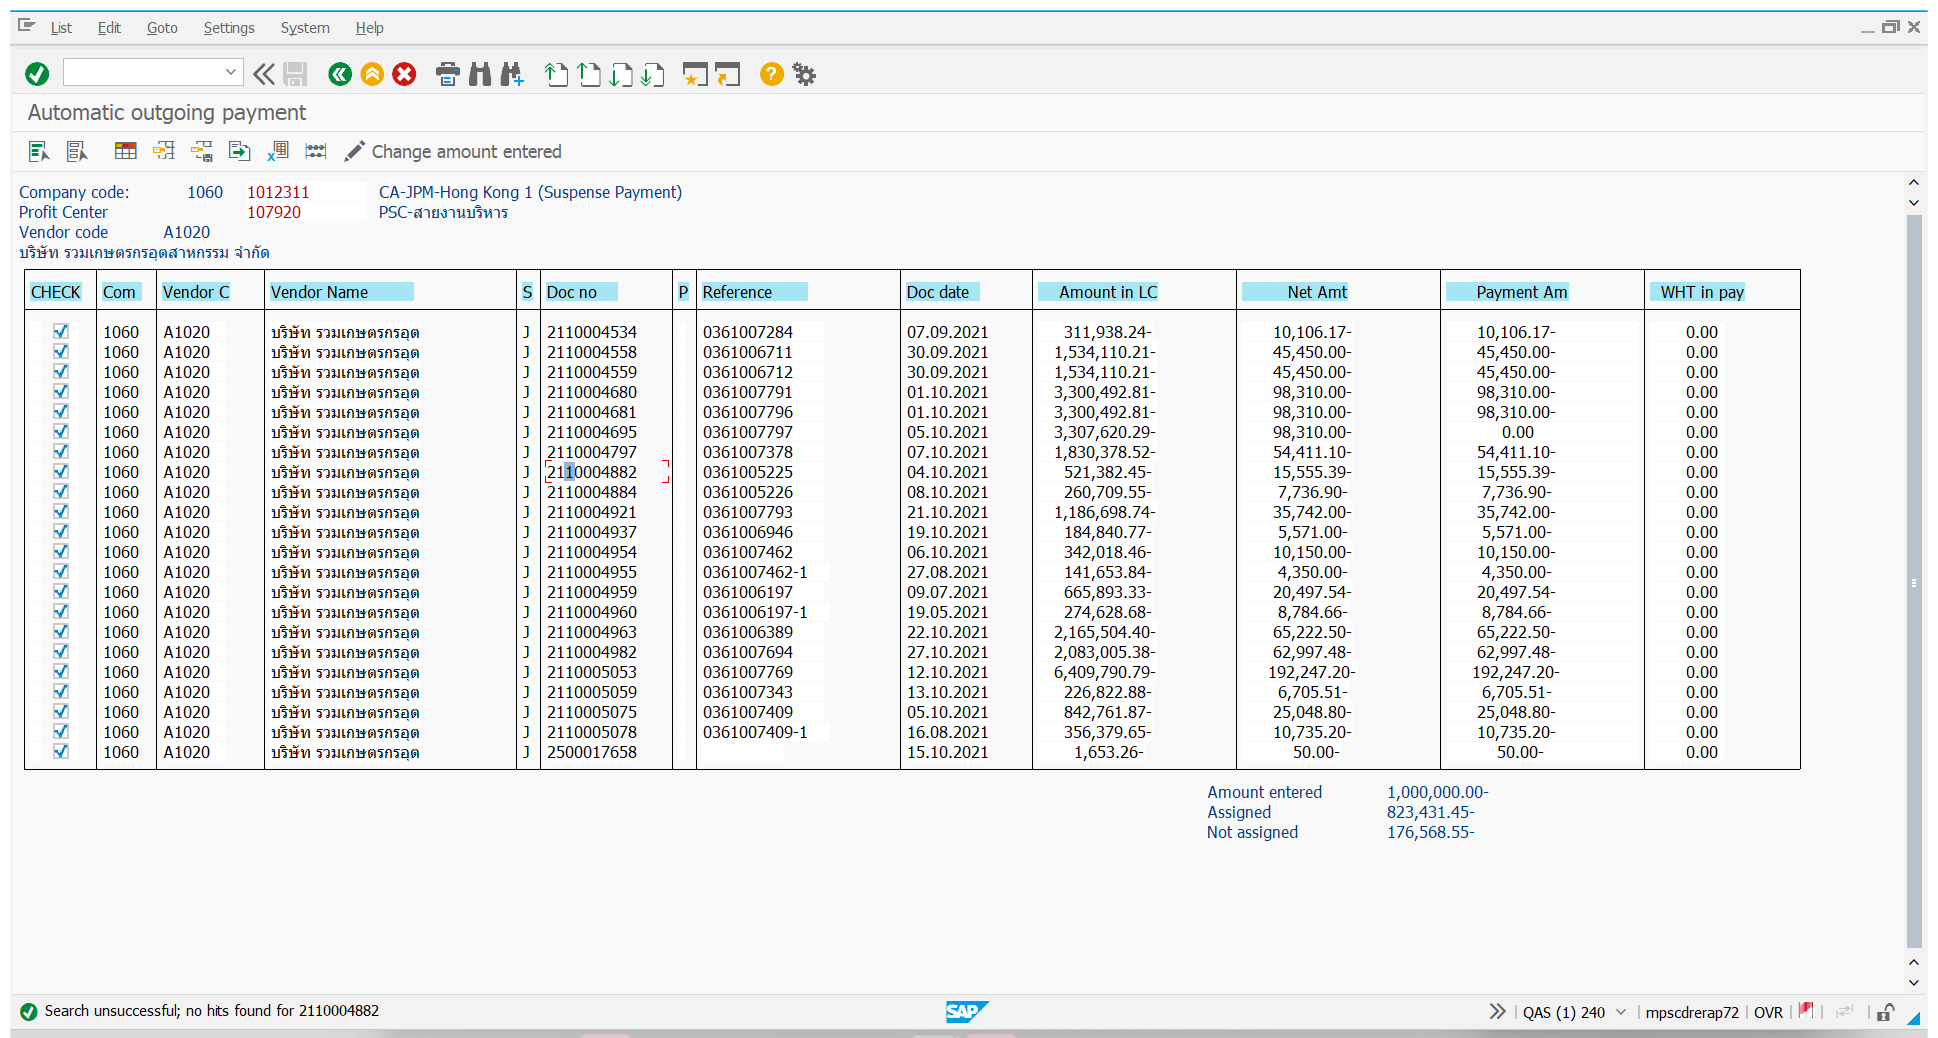 List Edit Goto Settings System Help
Automatic outgoing payment
Change amount entered
Company code: 1060 1012311 CA-JPM-Hong Kong 1 (Suspense Payment)
Profit Center 107920 PSC-สายงานบริหาร
Vendor code A1020
บริษัท รวมเกษตรกรอุตสาหกรรม จำกัด
CHECK Com Vendor C Vendor Name S Doc no P Reference Doc date Amount in LC Net Amt Payment Am WHT in pay
1060 A1020 บริษัท รวมเกษตรกรอุต J 2110004534 0361007284 07.09.2021 311,938.24- 10,106.17- 10,106.17- 0.00
1060 A1020 บริษัท รวมเกษตรกรอุต J 2110004558 0361006711 30.09.2021 1,534,110.21- 45,450.00- 45,450.00- 0.00
1060 A1020 บริษัท รวมเกษตรกรอุต J 2110004559 0361006712 30.09.2021 1,534,110.21- 45,450.00- 45,450.00- 0.00
1060 A1020 บริษัท รวมเกษตรกรอุต J 2110004680 0361007791 01.10.2021 3,300,492.81- 98,310.00- 98,310.00- 0.00
1060 A1020 บริษัท รวมเกษตรกรอุต J 2110004681 0361007796 01.10.2021 3,300,492.81- 98,310.00- 98,310.00- 0.00
1060 A1020 บริษัท รวมเกษตรกรอุต J 2110004695 0361007797 05.10.2021 3,307,620.29- 98,310.00- 0.00 0.00
1060 A1020 บริษัท รวมเกษตรกรอุต J 2110004797 0361007378 07.10.2021 1,830,378.52- 54,411.10- 54,411.10- 0.00
1060 A1020 บริษัท รวมเกษตรกรอุต J 2110004882 0361005225 04.10.2021 521,382.45- 15,555.39- 15,555.39- 0.00
1060 A1020 บริษัท รวมเกษตรกรอุต J 2110004884 0361005226 08.10.2021 260,709.55- 7,736.90- 7,736.90- 0.00
1060 A1020 บริษัท รวมเกษตรกรอุต J 2110004921 0361007793 21.10.2021 1,186,698.74- 35,742.00- 35,742.00- 0.00
1060 A1020 บริษัท รวมเกษตรกรอุต J 2110004937 0361006946 19.10.2021 184,840.77- 5,571.00- 5,571.00- 0.00
1060 A1020 บริษัท รวมเกษตรกรอุต J 2110004954 0361007462 06.10.2021 342,018.46- 10,150.00- 10,150.00- 0.00
1060 A1020 บริษัท รวมเกษตรกรอุต J 2110004955 0361007462-1 27.08.2021 141,653.84- 4,350.00- 4,350.00- 0.00
1060 A1020 บริษัท รวมเกษตรกรอุต J 2110004959 0361006197 09.07.2021 665,893.33- 20,497.54- 20,497.54- 0.00
1060 A1020 บริษัท รวมเกษตรกรอุต J 2110004960 0361006197-1 19.05.2021 274,628.68- 8,784.66- 8,784.66- 0.00
1060 A1020 บริษัท รวมเกษตรกรอุต J 2110004963 0361006389 22.10.2021 2,165,504.40- 65,222.50- 65,222.50- 0.00
1060 A1020 บริษัท รวมเกษตรกรอุต J 2110004982 0361007694 27.10.2021 2,083,005.38- 62,997.48- 62,997.48- 0.00
1060 A1020 บริษัท รวมเกษตรกรอุต J 2110005053 0361007769 12.10.2021 6,409,790.79- 192,247.20- 192,247.20- 0.00
1060 A1020 บริษัท รวมเกษตรกรอุต J 2110005059 0361007343 13.10.2021 226,822.88- 6,705.51- 6,705.51- 0.00
1060 A1020 บริษัท รวมเกษตรกรอุต J 2110005075 0361007409 05.10.2021 842,761.87- 25,048.80- 25,048.80- 0.00
1060 A1020 บริษัท รวมเกษตรกรอุต J 2110005078 0361007409-1 16.08.2021 356,379.65- 10,735.20- 10,735.20- 0.00
1060 A1020 บริษัท รวมเกษตรกรอุต J 2500017658 15.10.2021 1,653.26- 50.00- 50.00- 0.00
Amount entered 1,000,000.00-
Assigned 823,431.45-
Not assigned 176,568.55-
Search unsuccessful; no hits found for 2110004882 SAP QAS (1) 240 mpscdrerap72 OVR